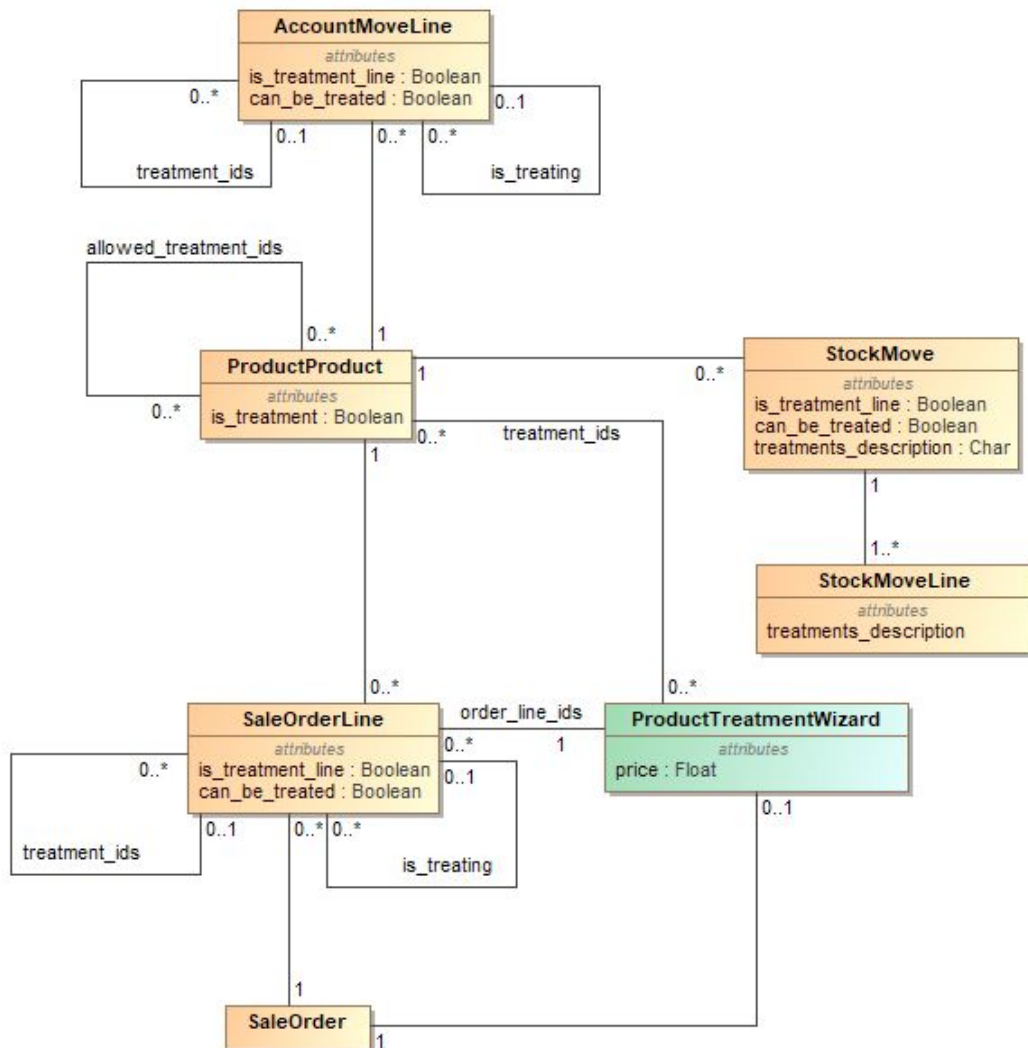 AccountMoveLine
attributes
is_treatment_line : Boolean
can_be_treated : Boolean
0..*
0..1
treatment_ids
0..*
0..*
0..1
is_treating
allowed_treatment_ids
0..*
0..*
1
ProductProduct
attributes
is_treatment : Boolean
1
0..*
StockMove
attributes
is_treatment_line : Boolean
can_be_treated : Boolean
treatments_description : Char
1
1..*
StockMoveLine
attributes
treatments_description
0..*
treatment_ids
0..*
1
0..*
SaleOrderLine
attributes
is_treatment_line : Boolean
can_be_treated : Boolean
order_line_ids
0..*
1
ProductTreatmentWizard
attributes
price : Float
0..*
0..1
treatment_ids
0..*
0..*
0..1
is_treating
0..1
1
SaleOrder
1